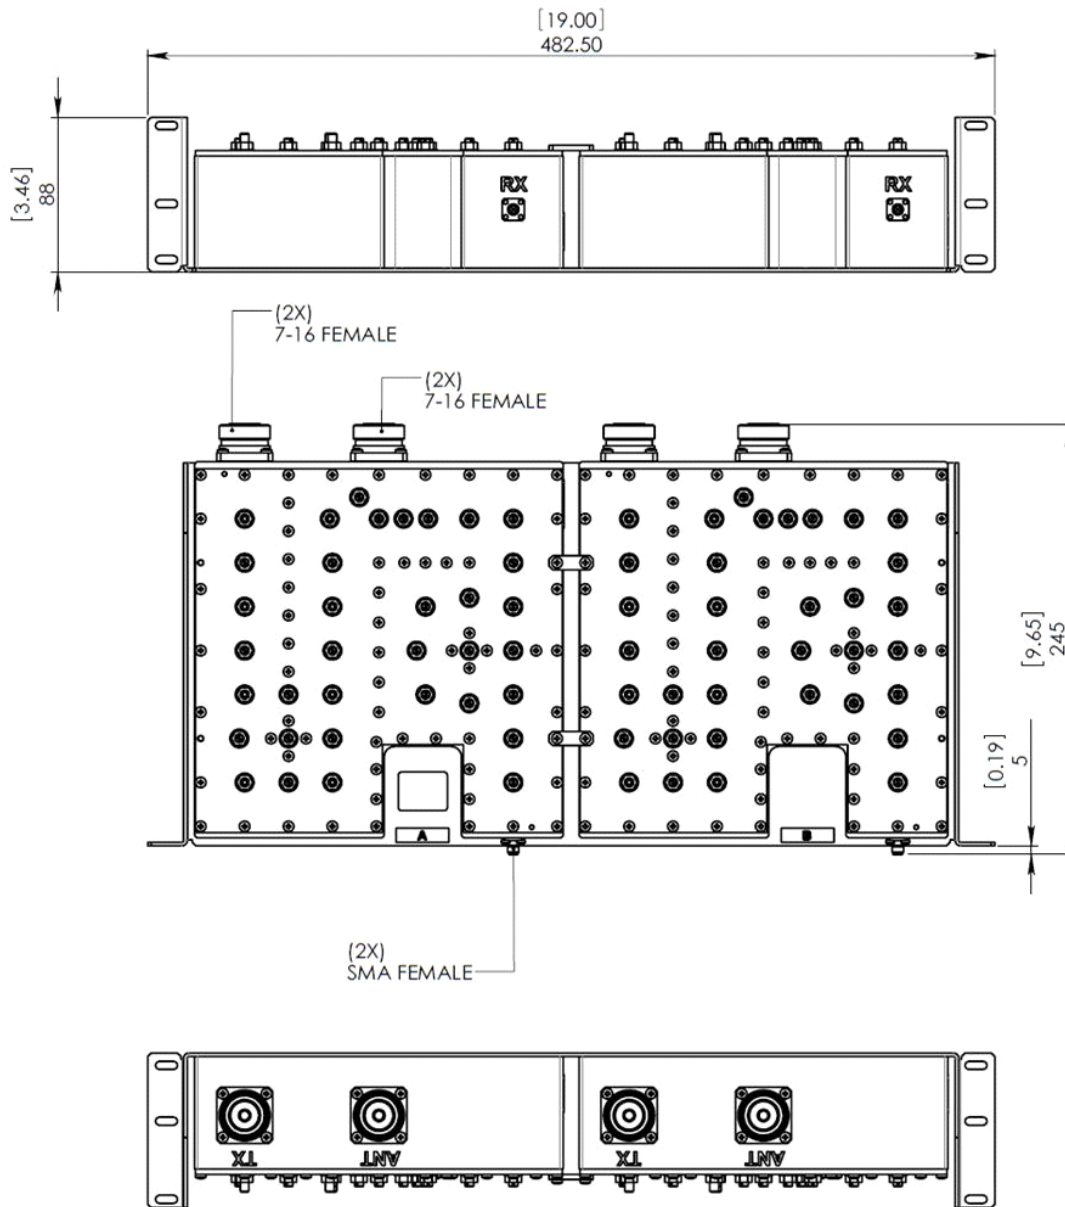 [19.00]
482.50
[3.46]
88
RX
RX
(2X)
7-16 FEMALE
(2X)
7-16 FEMALE
[9.65]
245
[0.19]
5
A
B
(2X)
SMA FEMALE
TX
ANT
TX
ANT